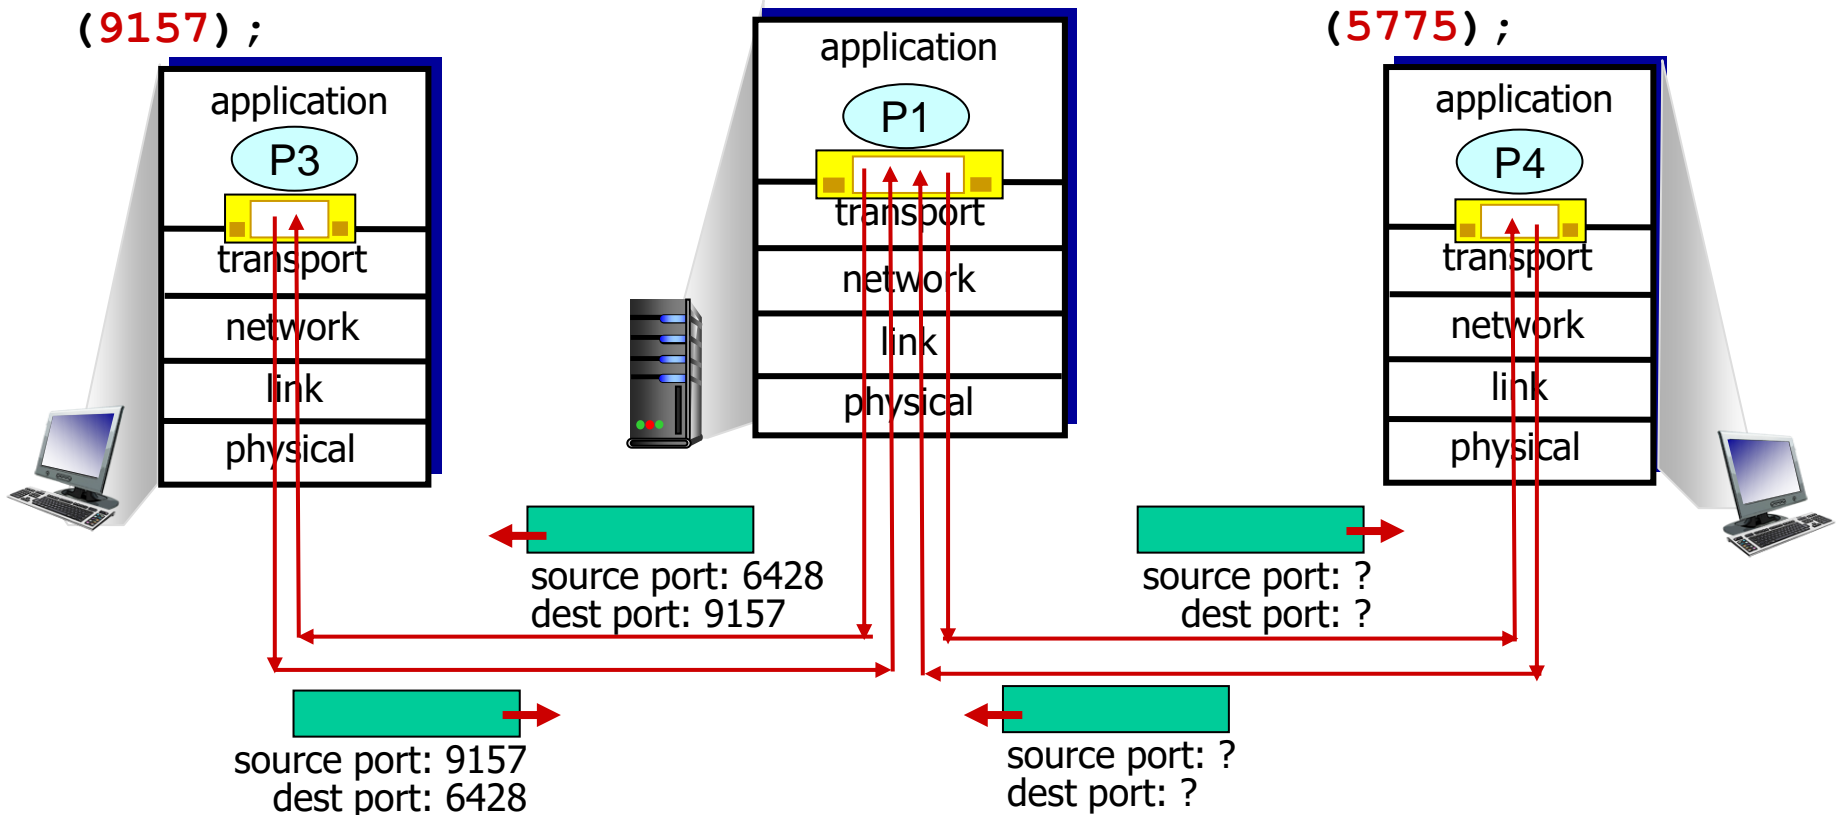 (9157);
(5775);
application
P3
transport
network
link
physical
application
P1
transport
network
link
physical
application
P4
transport
network
link
physical
source port: 6428
dest port: 9157
source port: ?
dest port: ?
source port: 9157
dest port: 6428
source port: ?
dest port: ?